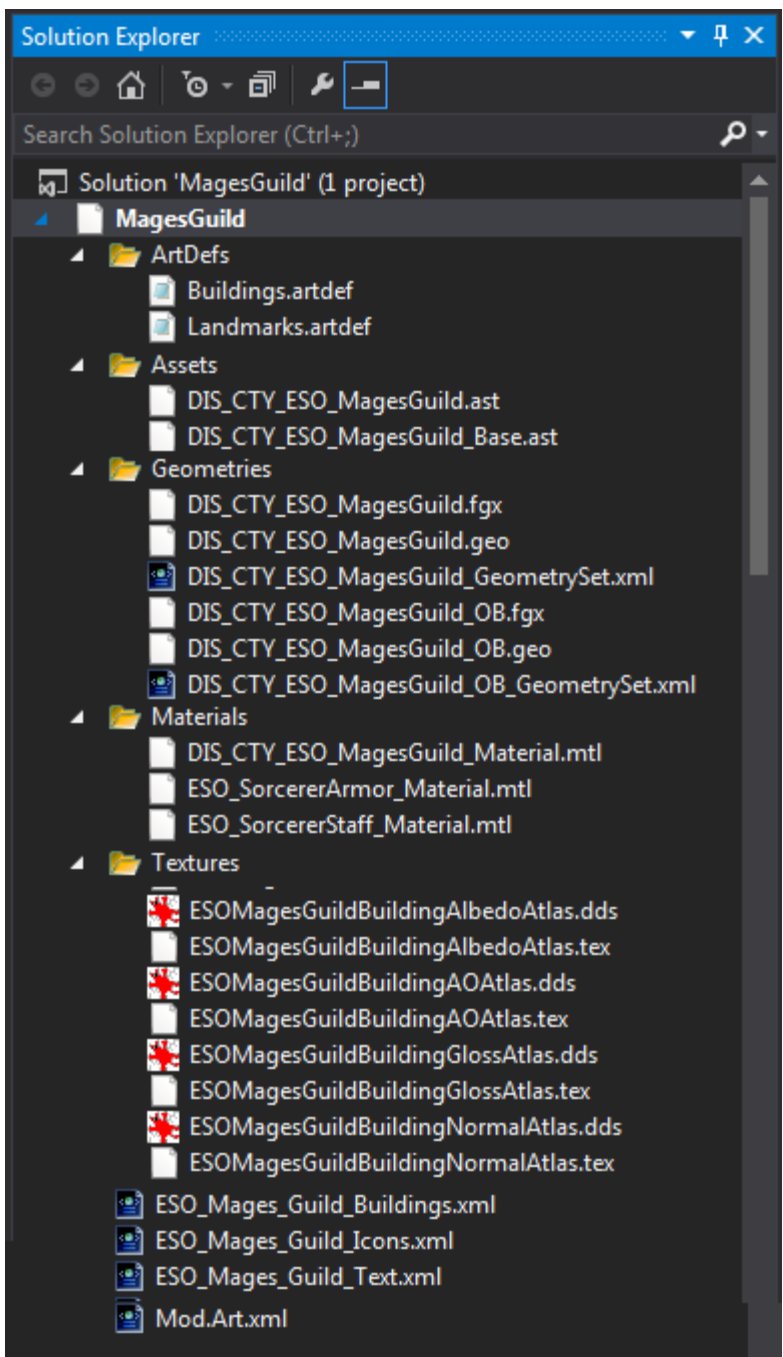 Solution Explorer
Search Solution Explorer (Ctrl+;)
Solution 'MagesGuild' (1 project)
MagesGuild
ArtDefs
Buildings.artdef
Landmarks.artdef
Assets
DIS_CTY_ESO_MagesGuild.ast
DIS_CTY_ESO_MagesGuild_Base.ast
Geometries
DIS_CTY_ESO_MagesGuild.fgx
DIS_CTY_ESO_MagesGuild.geo
DIS_CTY_ESO_MagesGuild_GeometrySet.xml
DIS_CTY_ESO_MagesGuild_OB.fgx
DIS_CTY_ESO_MagesGuild_OB.geo
DIS_CTY_ESO_MagesGuild_OB_GeometrySet.xml
Materials
DIS_CTY_ESO_MagesGuild_Material.mtl
ESO_SorcererArmor_Material.mtl
ESO_SorcererStaff_Material.mtl
Textures
ESOMagesGuildBuildingAlbedoAtlas.dds
ESOMagesGuildBuildingAlbedoAtlas.tex
ESOMagesGuildBuildingAOAtlas.dds
ESOMagesGuildBuildingAOAtlas.tex
ESOMagesGuildBuildingGlossAtlas.dds
ESOMagesGuildBuildingGlossAtlas.tex
ESOMagesGuildBuildingNormalAtlas.dds
ESOMagesGuildBuildingNormalAtlas.tex
ESO_Mages_Guild_Buildings.xml
ESO_Mages_Guild_Icons.xml
ESO_Mages_Guild_Text.xml
Mod.Art.xml